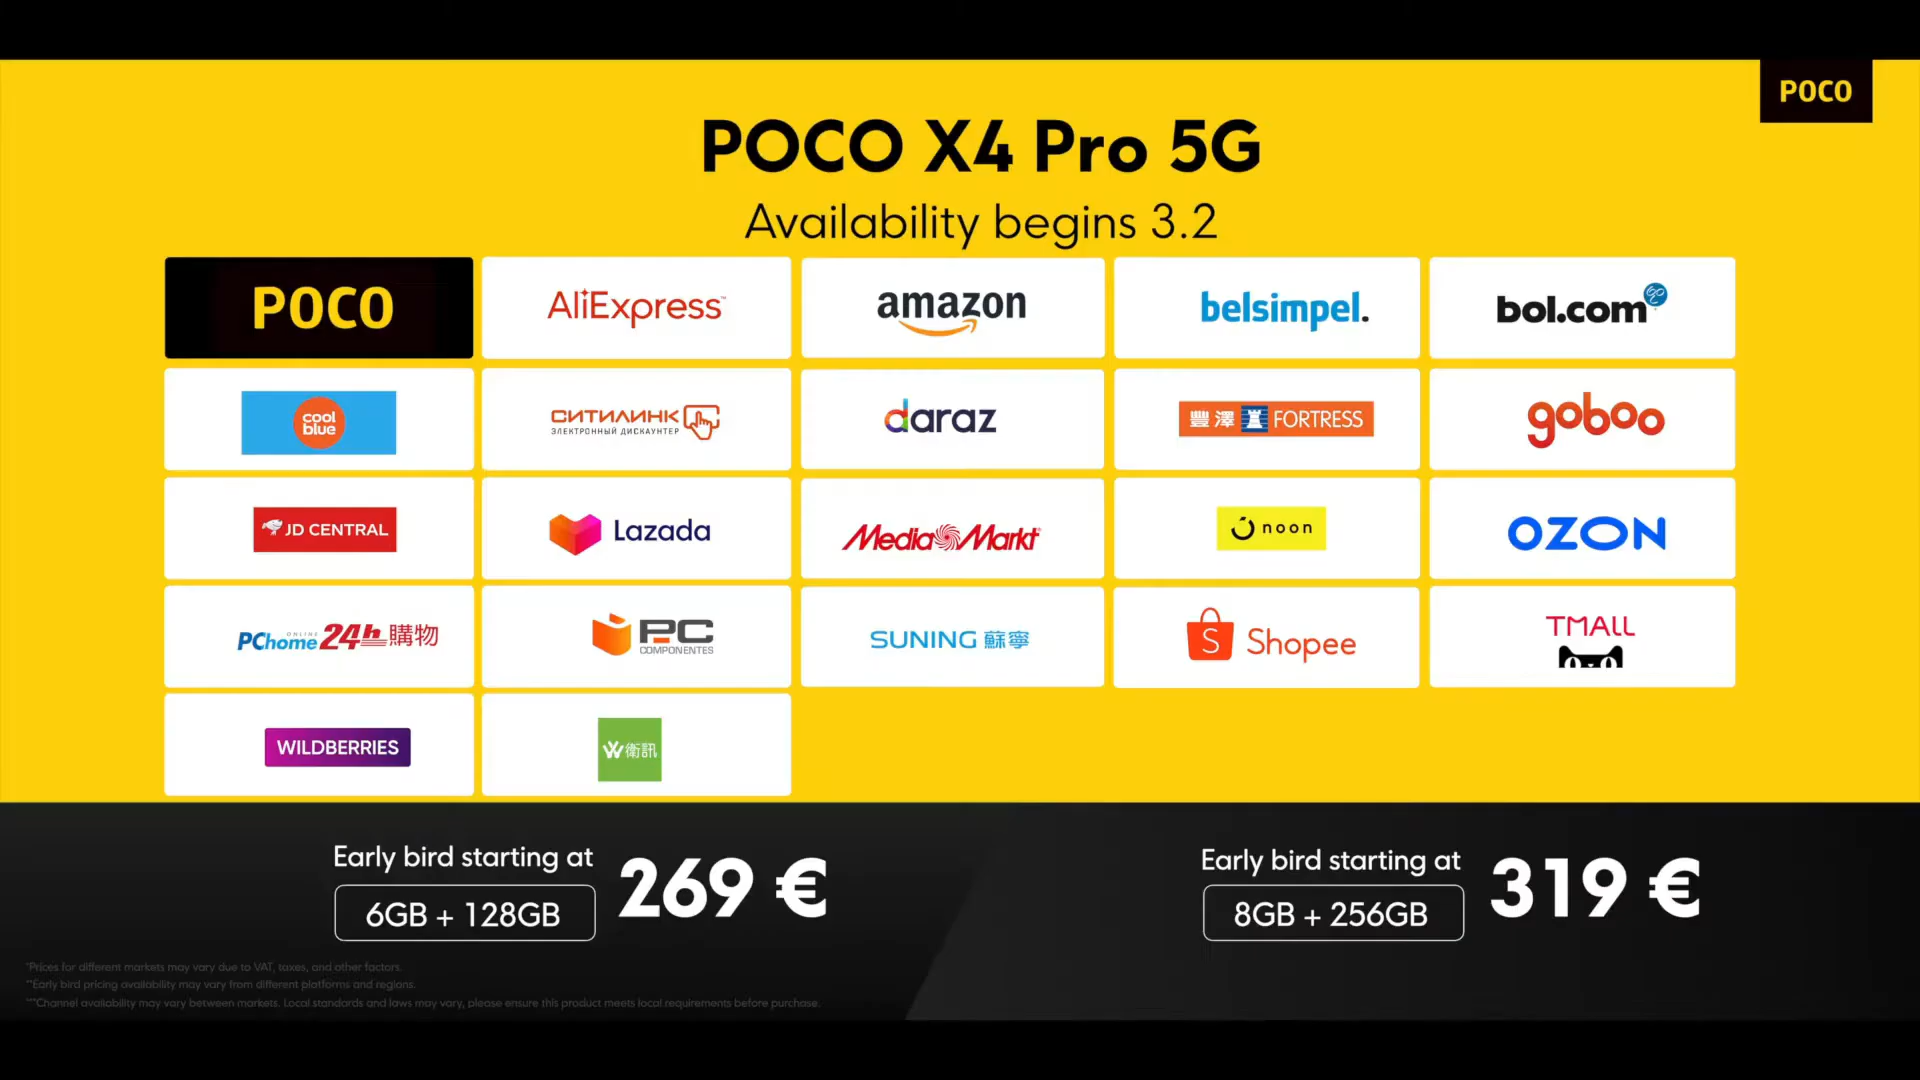 POCO
POCO X4 Pro 5G
Availability begins 3.2
POCO
AliExpress™
amazon
belsimpel.
bol.com
cool
blue
СИТИЛИНК
ЭЛЕКТРОННЫЙ ДИСКАУНТЕР
daraz
豐澤 FORTRESS
goboo
JD CENTRAL
Lazada
MediaMarkt
noon
OZON
PChome ONLINE 24h 購物
PC
COMPONENTES
SUNING 蘇寧
S Shopee
TMALL
WILDBERRIES
W 衛訊
Early bird starting at
6GB + 128GB
269 €
Early bird starting at
8GB + 256GB
319 €
*Prices for different markets may vary due to VAT, taxes, and other factors.
**Early bird pricing availability may vary from different platforms and regions.
***Channel availability may vary between markets. Local standards and laws may vary, please ensure this product meets local requirements before purchase.